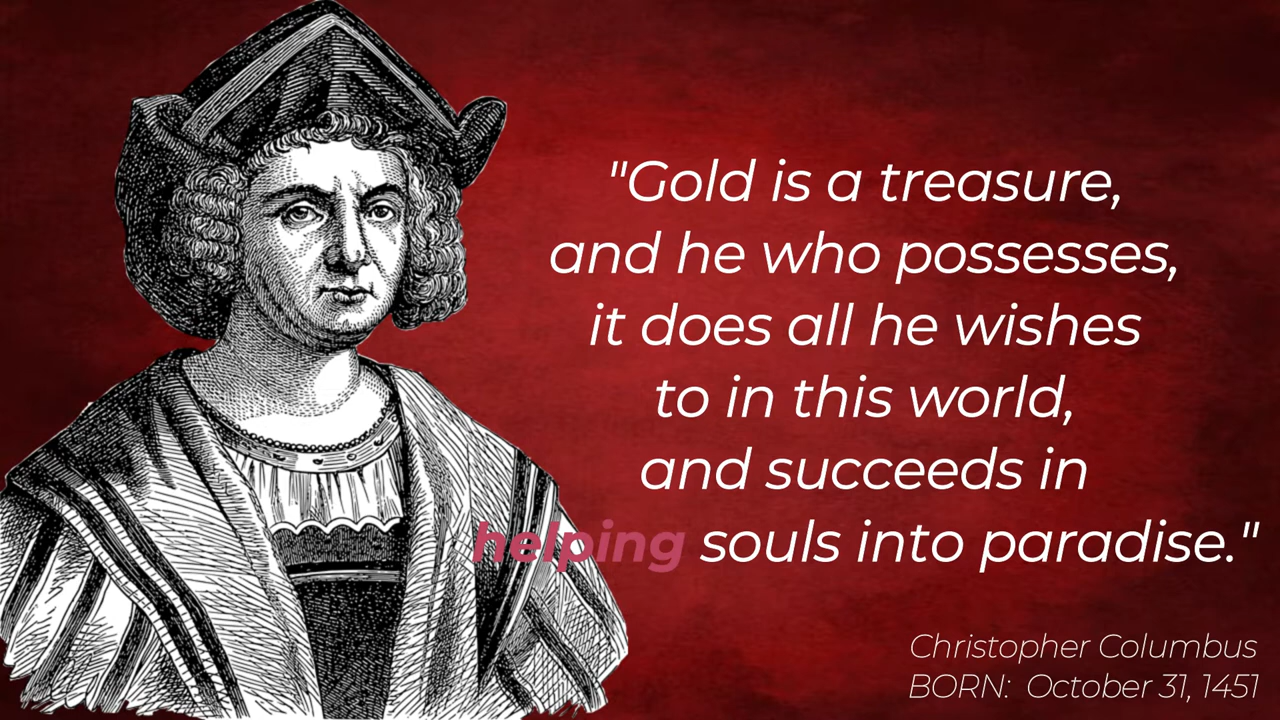 "Gold is a treasure,
and he who possesses,
it does all he wishes
to in this world,
and succeeds in
helping souls into paradise."
Christopher Columbus
BORN: October 31, 1451